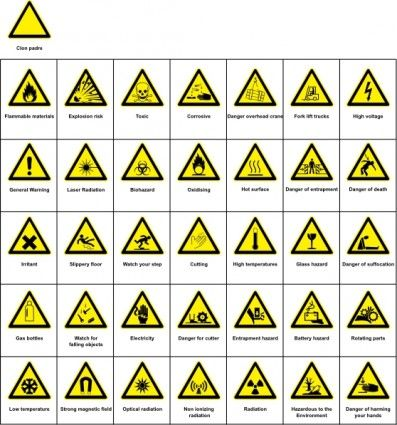 Cleo padre
Flammable materials
Explosion risk
Toxic
Corrosive
Danger overhead crane
Fork lift trucks
High voltage
General Warning
Laser Radiation
Biohazard
Oxidising
Hot surface
Danger of entrapment
Danger of death
Irritant
Slippery floor
Watch your step
Cutting
High temperatures
Glass hazard
Danger of suffocation
Gas bottles
Watch for
falling objects
Electricity
Danger for cutter
Entrapment hazard
Battery hazard
Rotating parts
Low temperature
Strong magnetic field
Optical radiation
Non ionizing
radiation
Radiation
Hazardous to the
Environment
Danger of harming
your hands